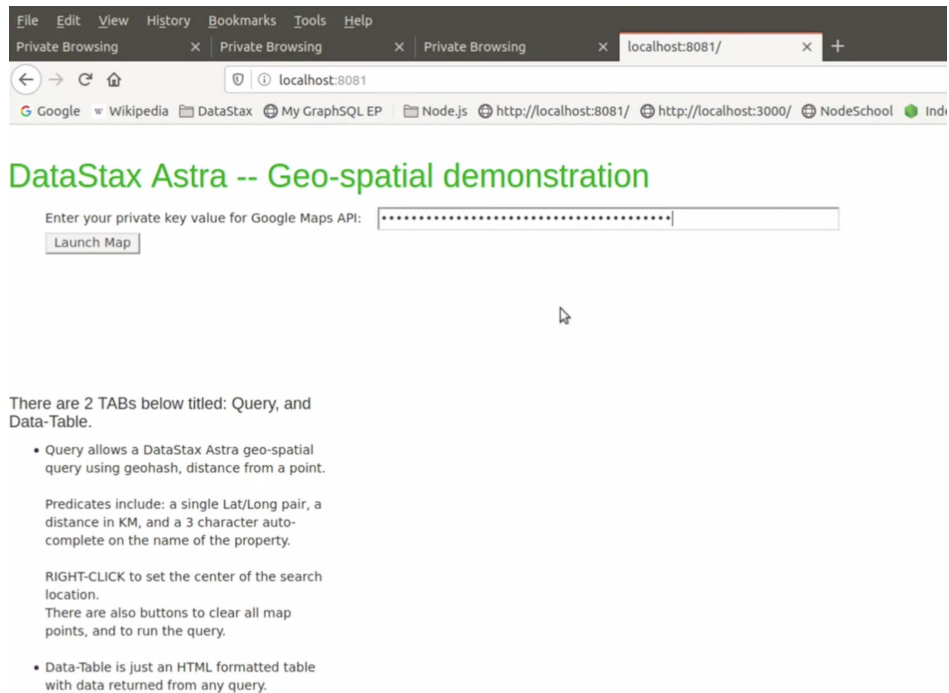 File Edit View History Bookmarks Tools Help
Private Browsing × Private Browsing × Private Browsing × localhost:8081/ × +
localhost:8081
Google Wikipedia DataStax My GraphSQL EP Node.js http://localhost:8081/ http://localhost:3000/ NodeSchool
DataStax Astra -- Geo-spatial demonstration
Enter your private key value for Google Maps API: •••••••••••••••••••••••••••••••••••••••
Launch Map
There are 2 TABs below titled: Query, and
Data-Table.
• Query allows a DataStax Astra geo-spatial
query using geohash, distance from a point.
Predicates include: a single Lat/Long pair, a
distance in KM, and a 3 character auto-
complete on the name of the property.
RIGHT-CLICK to set the center of the search
location.
There are also buttons to clear all map
points, and to run the query.
• Data-Table is just an HTML formatted table
with data returned from any query.